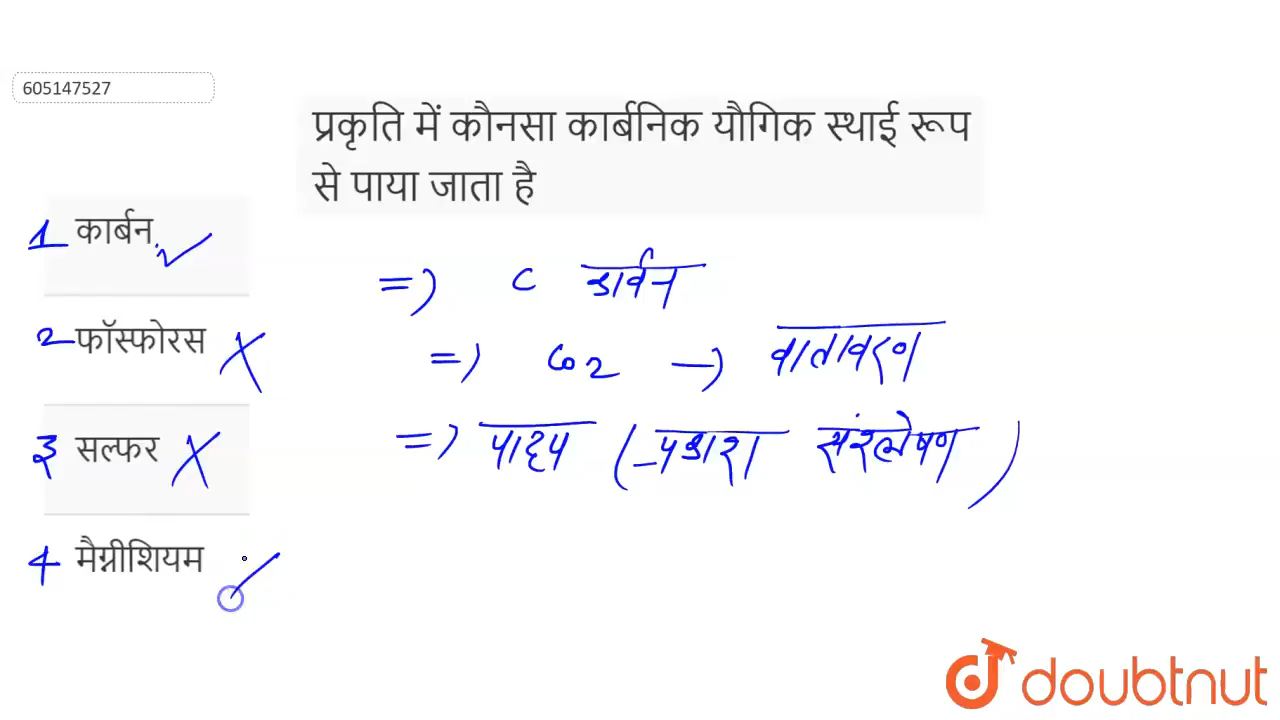 605147527
प्रकृति में कौनसा कार्बनिक यौगिक स्थाई रूप
से पाया जाता है
1 कार्बन
2 फॉस्फोरस
3 सल्फर
4 मैग्नीशियम
=> C कार्बन
=> CO2 → वातावरण
=> पादप (प्रकाश संश्लेषण)
doubtnut